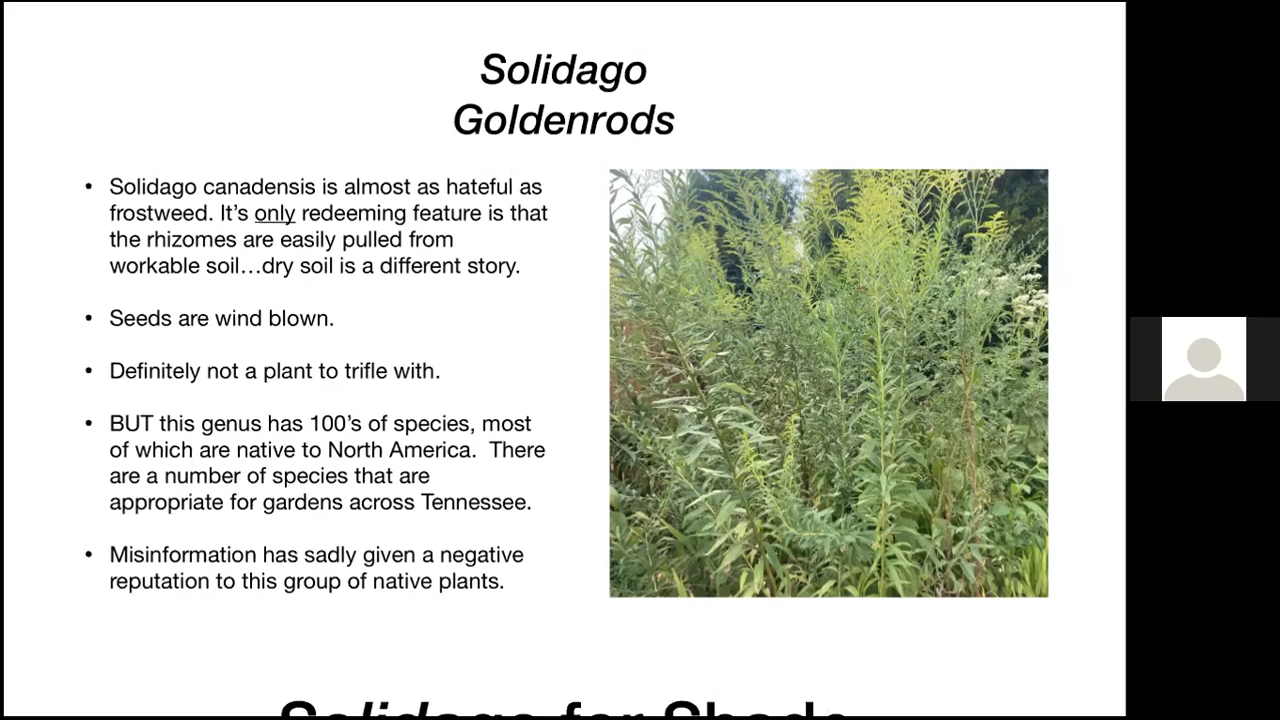 Solidago
Goldenrods
• Solidago canadensis is almost as hateful as
frostweed. It’s only redeeming feature is that
the rhizomes are easily pulled from
workable soil…dry soil is a different story.
• Seeds are wind blown.
• Definitely not a plant to trifle with.
• BUT this genus has 100’s of species, most
of which are native to North America.  There
are a number of species that are
appropriate for gardens across Tennessee.
• Misinformation has sadly given a negative
reputation to this group of native plants.
Solidago for Shade